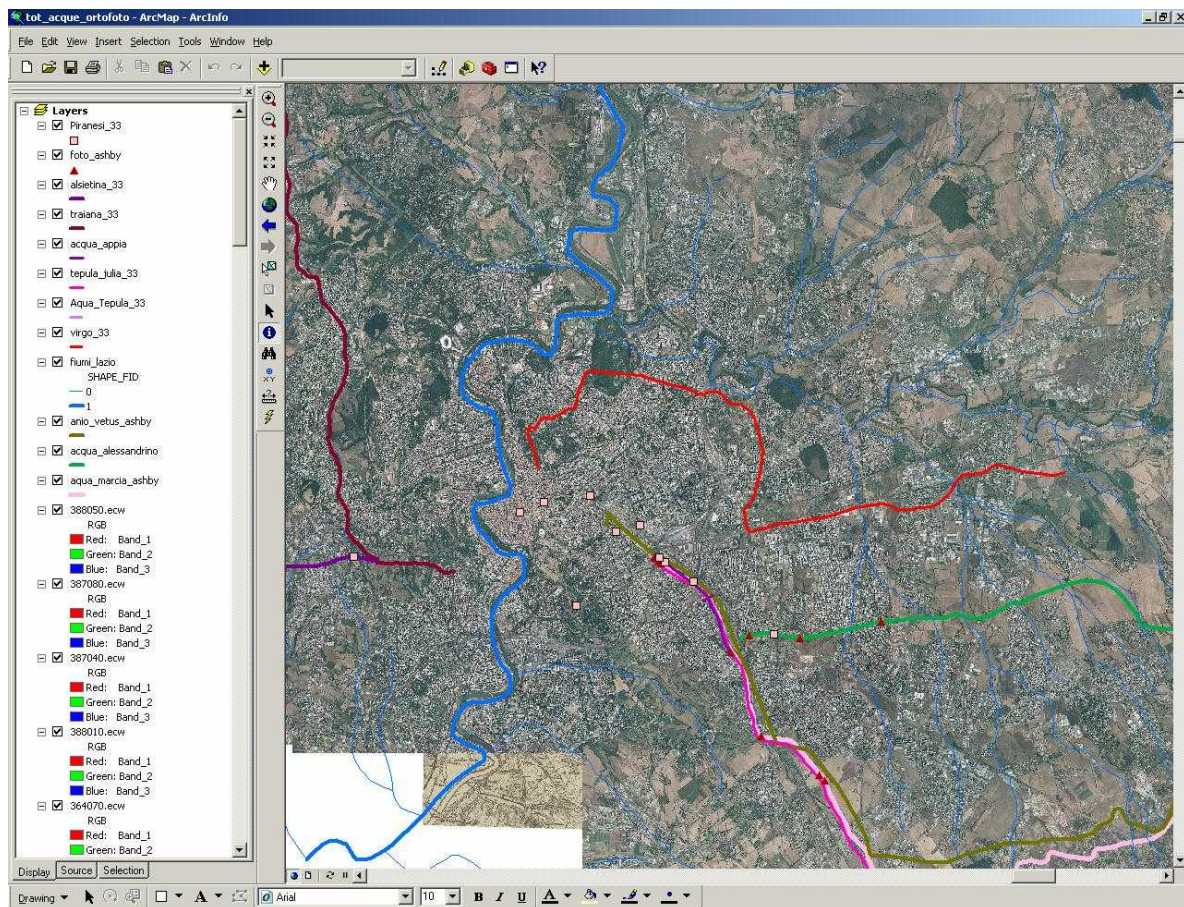 tot_acque_ortofoto - ArcMap - ArcInfo
File Edit View Insert Selection Tools Window Help
Layers
Piranesi_33
foto_ashby
alsietina_33
traiana_33
acqua_appia
tepula_julia_33
Aqua_Tepula_33
virgo_33
fiumi_lazio
SHAPE_FID
0
1
anio_vetus_ashby
acqua_alessandrino
aqua_marcia_ashby
388050.ecw
RGB
Red: Band_1
Green: Band_2
Blue: Band_3
387080.ecw
RGB
Red: Band_1
Green: Band_2
Blue: Band_3
387040.ecw
RGB
Red: Band_1
Green: Band_2
Blue: Band_3
388010.ecw
RGB
Red: Band_1
Green: Band_2
Blue: Band_3
364070.ecw
RGB
Red: Band_1
Green: Band_2
Display Source Selection
XY
Drawing A Arial 10 B I U A